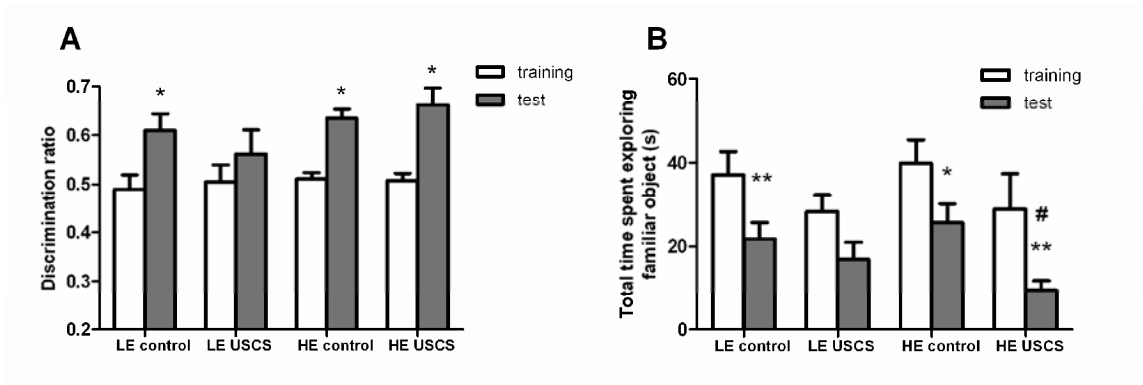 A
training
test
Discrimination ratio
0.7
0.6
0.5
0.4
0.3
0.2
*
*
*
LE control LE USCS HE control HE USCS
B
training
test
Total time spent exploring
familiar object (s)
60
40
20
0
**
*
#
**
LE control LE USCS HE control HE USCS